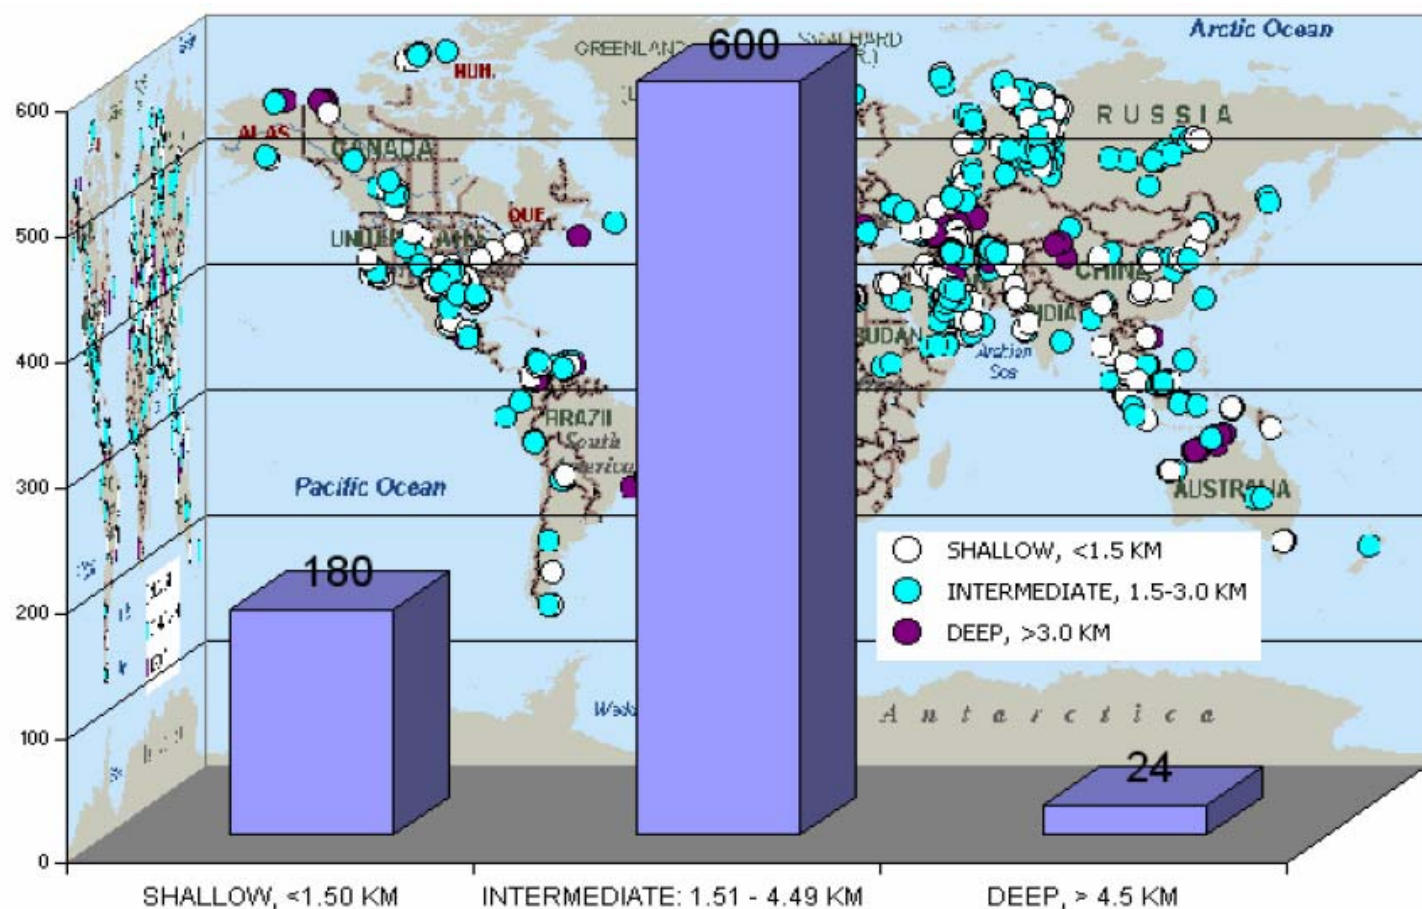 Arctic Ocean
GREENLAND
600
NUN.
RUSSIA
600
ALAS
CANADA
500
QUE.
CHINA
INDIA
SUDAN
400
Arabian
Sea
BRAZIL
South
America
300
Pacific Ocean
AUSTRALIA
SHALLOW, <1.5 KM
180
INTERMEDIATE, 1.5-3.0 KM
200
DEEP, >3.0 KM
Antarctica
100
24
0
SHALLOW, <1.50 KM
INTERMEDIATE: 1.51 - 4.49 KM
DEEP, > 4.5 KM